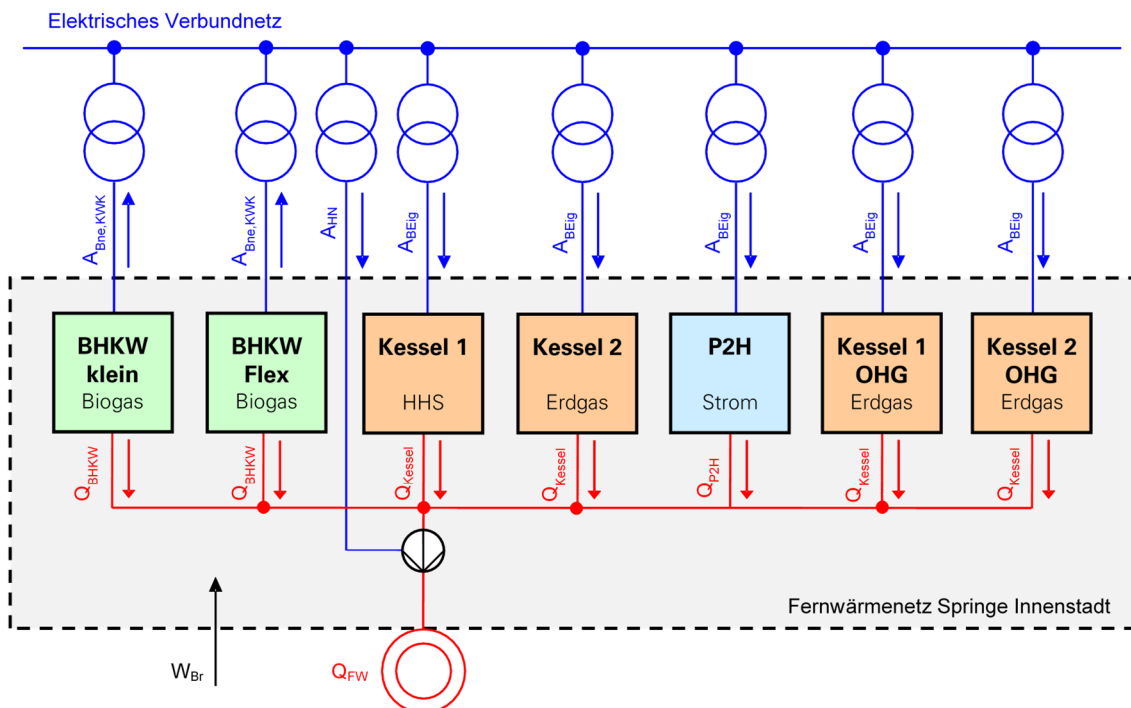 Elektrisches Verbundnetz
A_Bne,KWK
A_Bne,KWK
A_HN
A_BEig
A_BEig
A_BEig
A_BEig
A_BEig
BHKW
klein
Biogas
BHKW
Flex
Biogas
Kessel 1
HHS
Kessel 2
Erdgas
P2H
Strom
Kessel 1
OHG
Erdgas
Kessel 2
OHG
Erdgas
Q_BHKW
Q_BHKW
Q_Kessel
Q_Kessel
Q_P2H
Q_Kessel
Q_Kessel
Fernwärmenetz Springe Innenstadt
W_Br
Q_FW